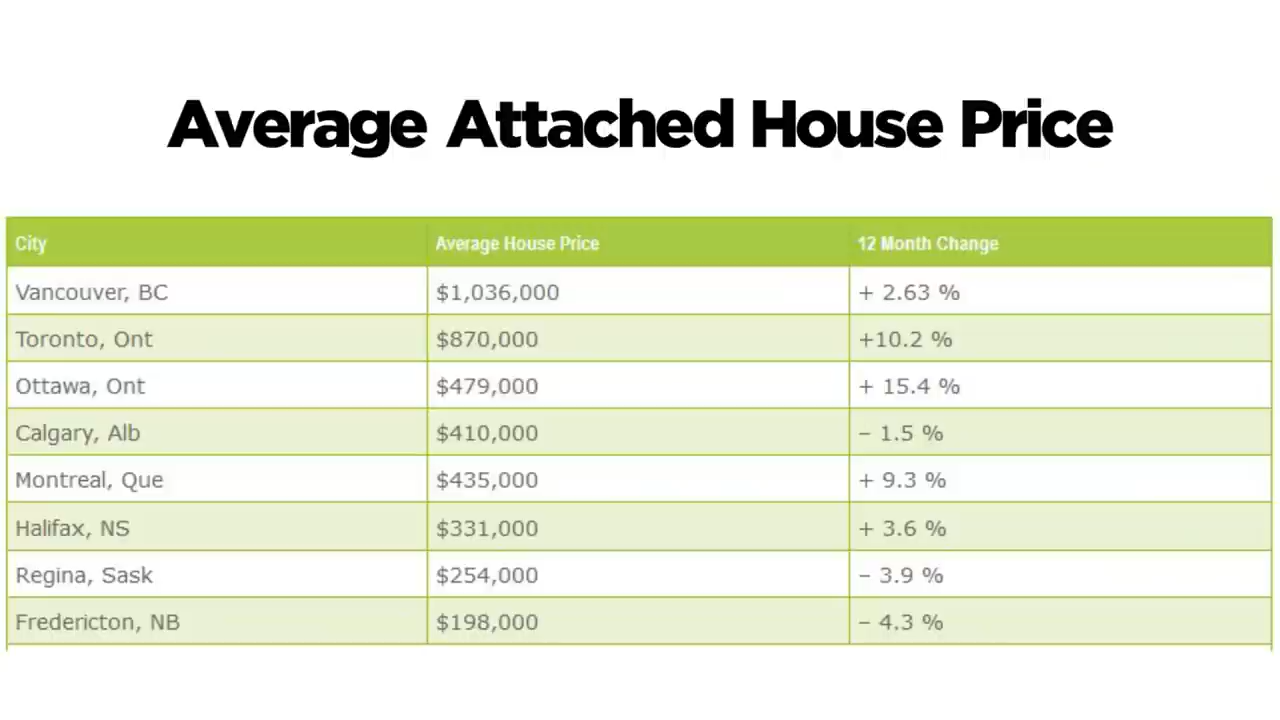 Average Attached House Price
City Average House Price 12 Month Change
Vancouver, BC $1,036,000 + 2.63 %
Toronto, Ont $870,000 +10.2 %
Ottawa, Ont $479,000 + 15.4 %
Calgary, Alb $410,000 – 1.5 %
Montreal, Que $435,000 + 9.3 %
Halifax, NS $331,000 + 3.6 %
Regina, Sask $254,000 – 3.9 %
Fredericton, NB $198,000 – 4.3 %